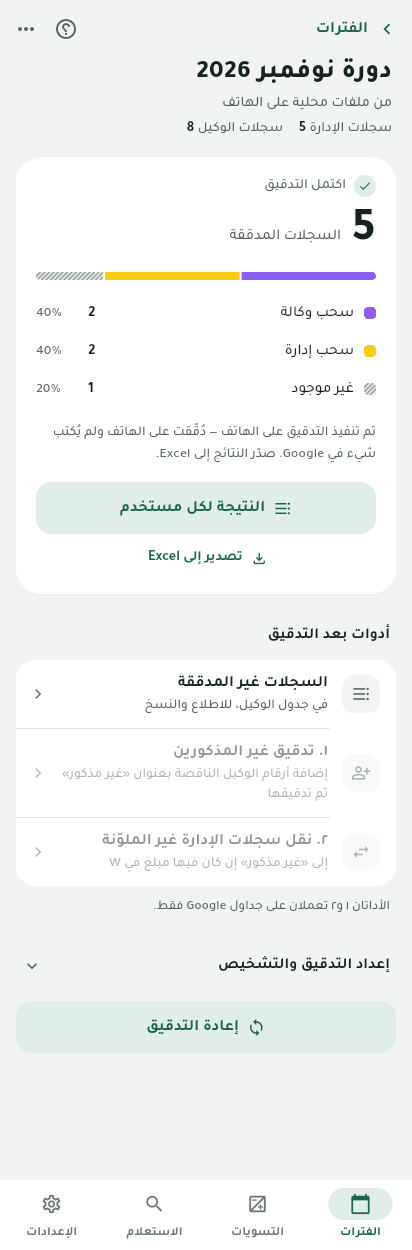 الفترات
دورة نوفمبر 2026
من ملفات محلية على الهاتف
سجلات الإدارة 5 سجلات الوكيل 8
اكتمل التدقيق
5 السجلات المدققة
سحب وكالة 2 40%
سحب إدارة 2 40%
غير موجود 1 20%
تم تنفيذ التدقيق على الهاتف — دُقّقت على الهاتف ولم يُكتب
شيء في Google. صدّر النتائج إلى Excel.
النتيجة لكل مستخدم
تصدير إلى Excel
أدوات بعد التدقيق
السجلات غير المدققة
في جدول الوكيل، للاطلاع والنسخ
١. تدقيق غير المذكورين
إضافة أرقام الوكيل الناقصة بعنوان «غير مذكور»
ثم تدقيقها
٢. نقل سجلات الإدارة غير الملوّنة
إلى «غير مذكور» إن كان فيها مبلغ في W
الأداتان ١ و٢ تعملان على جداول Google فقط.
إعداد التدقيق والتشخيص
إعادة التدقيق
الفترات
التسويات
الاستعلام
الإعدادات